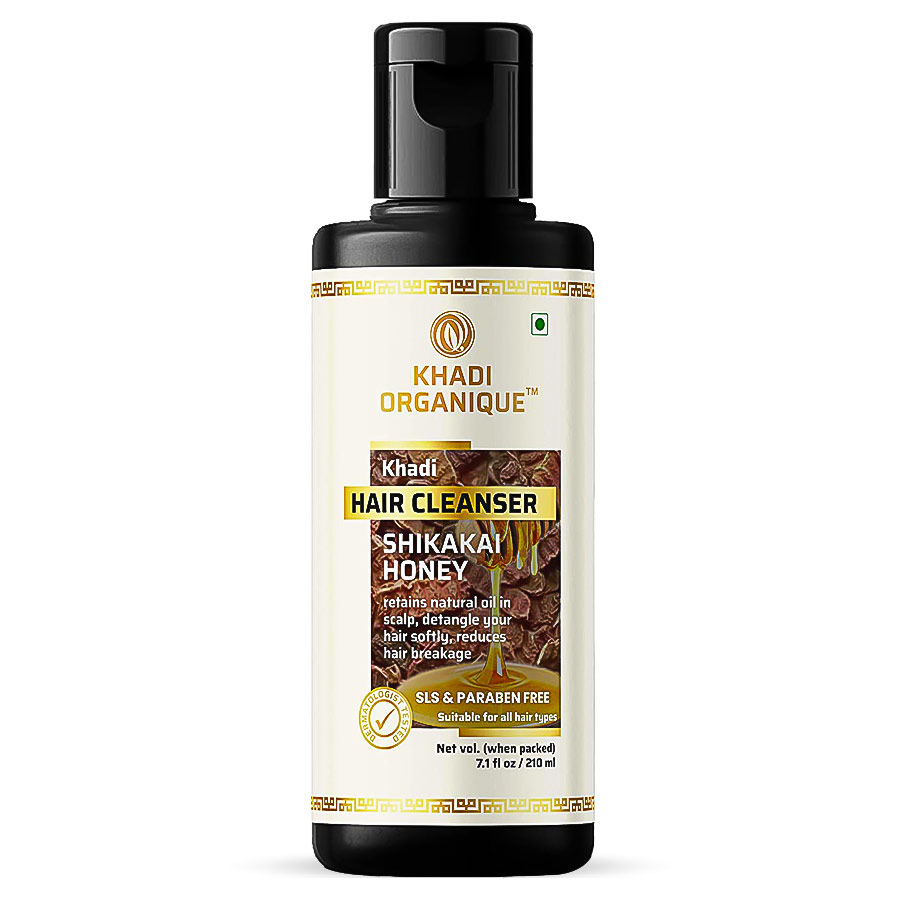 KHADI
ORGANIQUE™
Khadi
HAIR CLEANSER
SHIKAKAI
HONEY
retains natural oil in
scalp, detangle your
hair softly, reduces
hair breakage
SLS & PARABEN FREE
Suitable for all hair types
DERMATOLOGIST TESTED
Net vol. (when packed)
7.1 fl oz / 210 ml